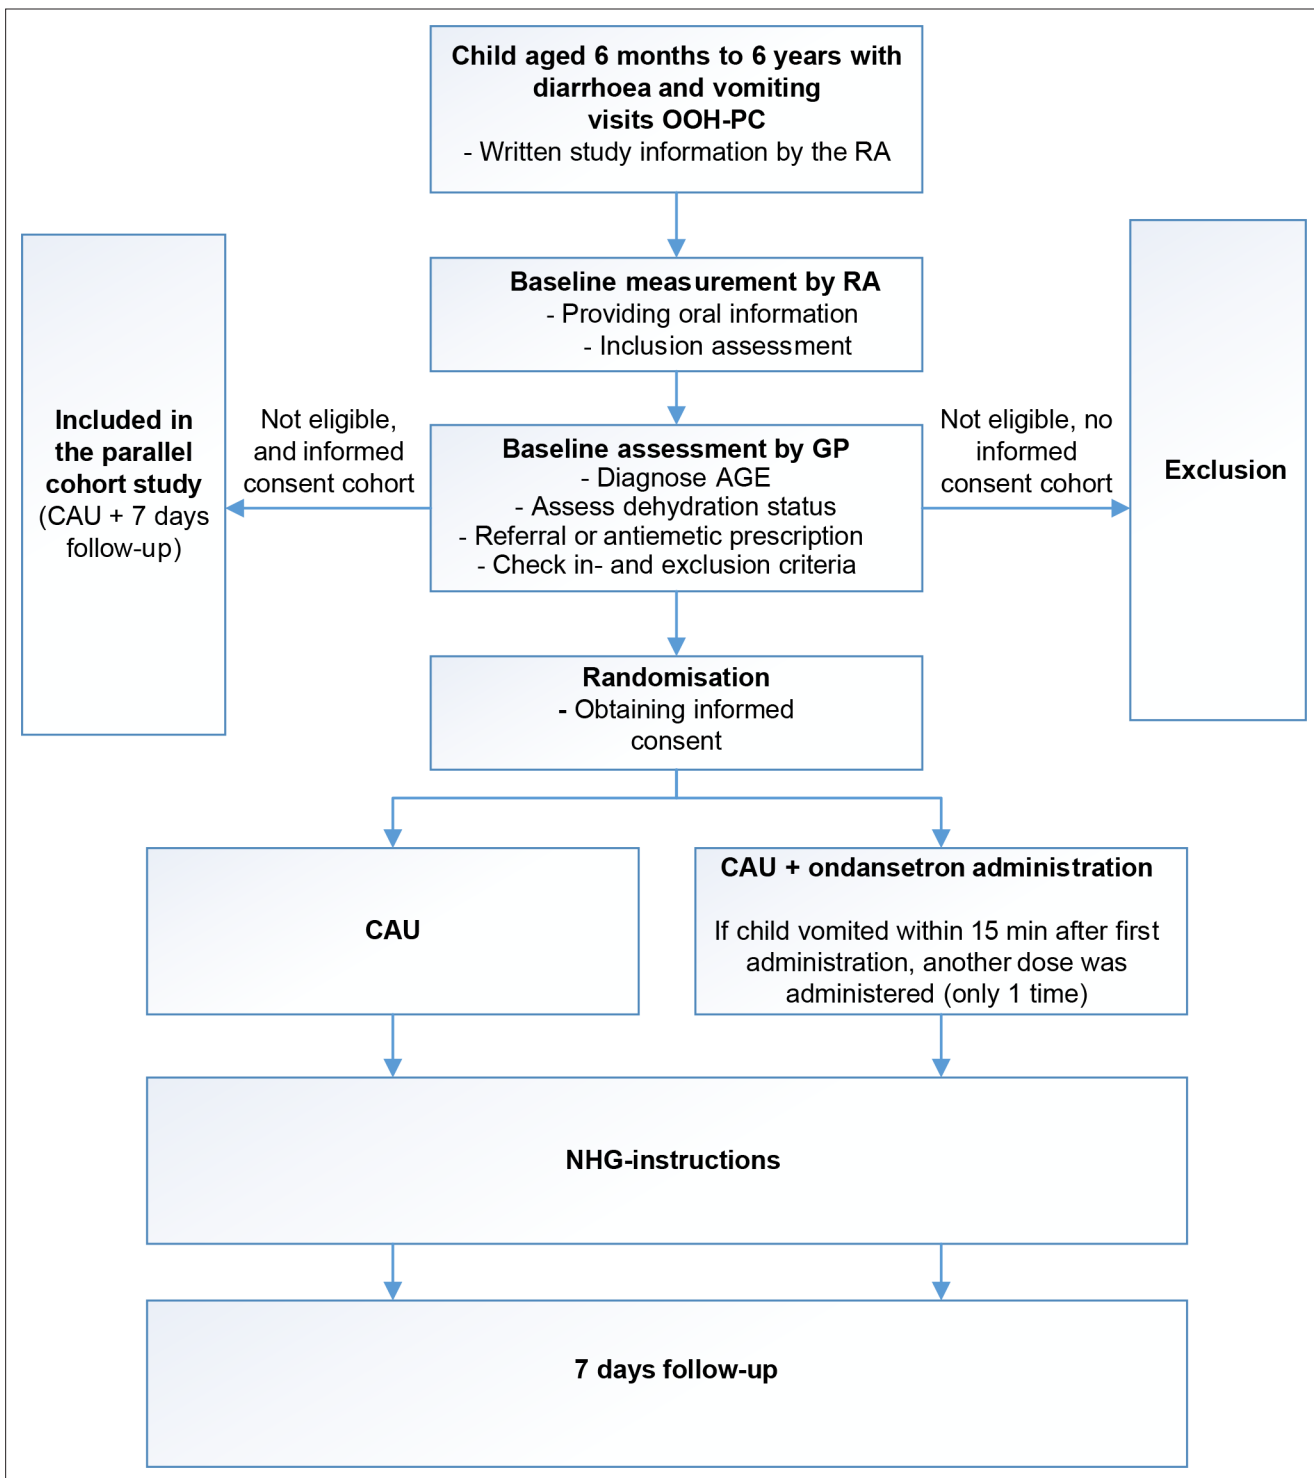 Child aged 6 months to 6 years with
diarrhoea and vomiting
visits OOH-PC
- Written study information by the RA
Baseline measurement by RA
- Providing oral information
- Inclusion assessment
Included in
the parallel
cohort study
(CAU + 7 days
follow-up)
Not eligible,
and informed
consent cohort
Baseline assessment by GP
- Diagnose AGE
- Assess dehydration status
- Referral or antiemetic prescription
- Check in- and exclusion criteria
Not eligible, no
informed
consent cohort
Exclusion
Randomisation
- Obtaining informed
consent
CAU
CAU + ondansetron administration
If child vomited within 15 min after first
administration, another dose was
administered (only 1 time)
NHG-instructions
7 days follow-up